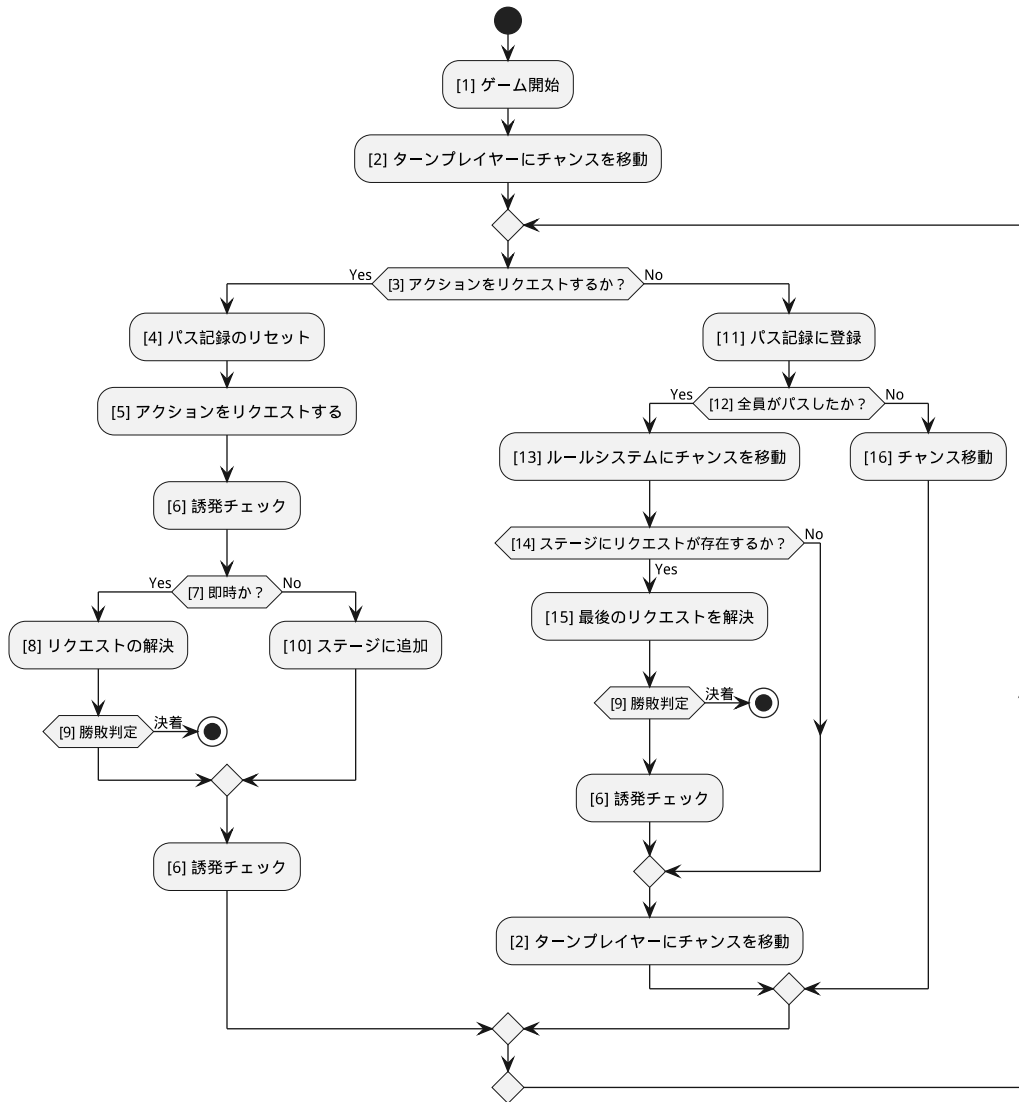 [1] ゲーム開始
[2] ターンプレイヤーにチャンスを移動
Yes
[3] アクションをリクエストするか？
No
[4] パス記録のリセット
[5] アクションをリクエストする
[6] 誘発チェック
Yes
[7] 即時か？
No
[8] リクエストの解決
[10] ステージに追加
[9] 勝敗判定
決着
[6] 誘発チェック
[11] パス記録に登録
Yes
[12] 全員がパスしたか？
No
[13] ルールシステムにチャンスを移動
[16] チャンス移動
[14] ステージにリクエストが存在するか？
No
Yes
[15] 最後のリクエストを解決
[9] 勝敗判定
決着
[6] 誘発チェック
[2] ターンプレイヤーにチャンスを移動